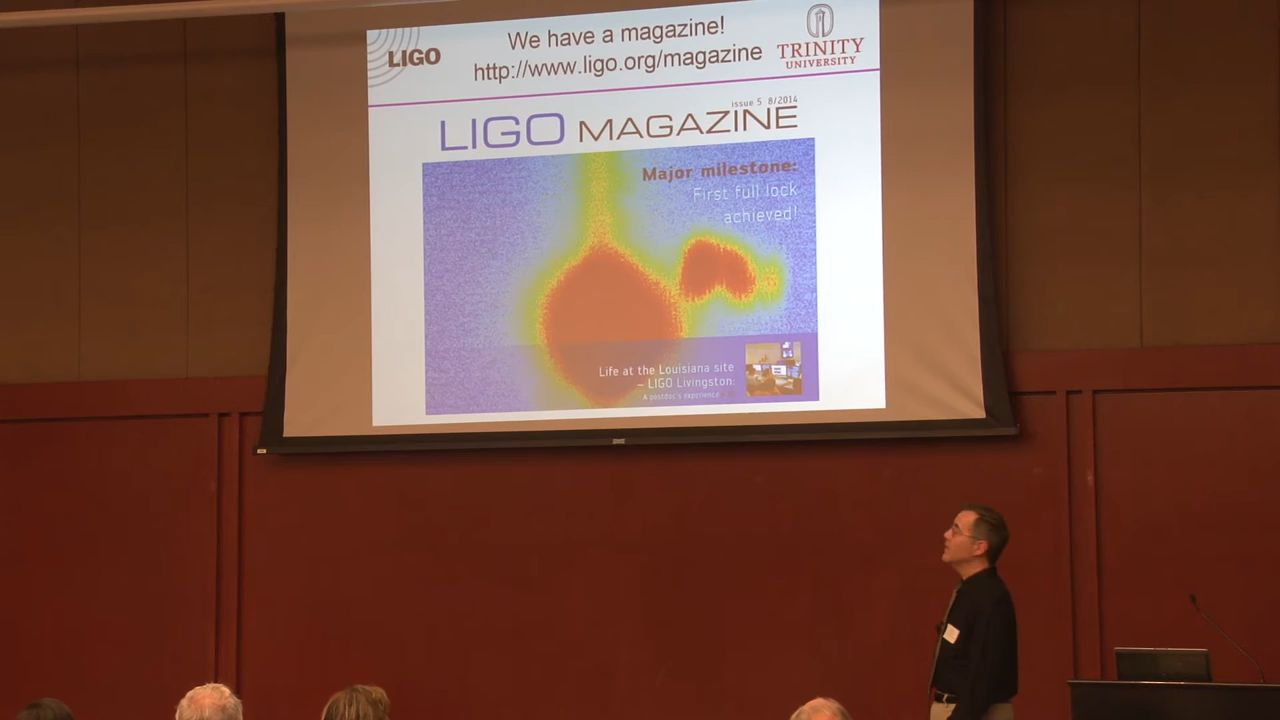 LIGO
We have a magazine!
http://www.ligo.org/magazine
TRINITY
UNIVERSITY
issue 5 8/2014
LIGO MAGAZINE
Major milestone:
First full lock
achieved!
Life at the Louisiana site
– LIGO Livingston:
A postdoc's experience